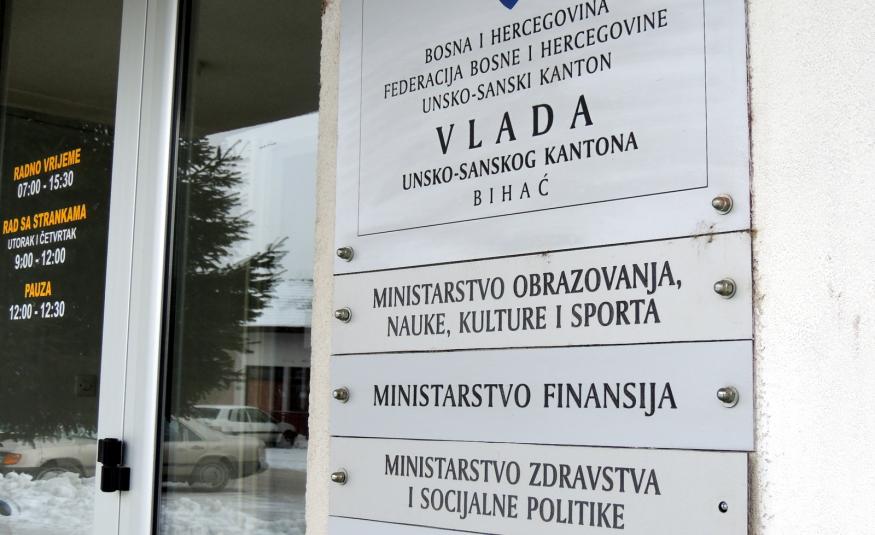 RADNO VRIJEME
07:00 - 15:30
RAD SA STRANKAMA
UTORAK I ČETVRTAK
9:00 - 12:00
PAUZA
12:00 - 12:30
BOSNA I HERCEGOVINA
FEDERACIJA BOSNE I HERCEGOVINE
UNSKO-SANSKI KANTON
VLADA
UNSKO-SANSKOG KANTONA
BIHAĆ
MINISTARSTVO OBRAZOVANJA,
NAUKE, KULTURE I SPORTA
MINISTARSTVO FINANSIJA
MINISTARSTVO ZDRAVSTVA
I SOCIJALNE POLITIKE